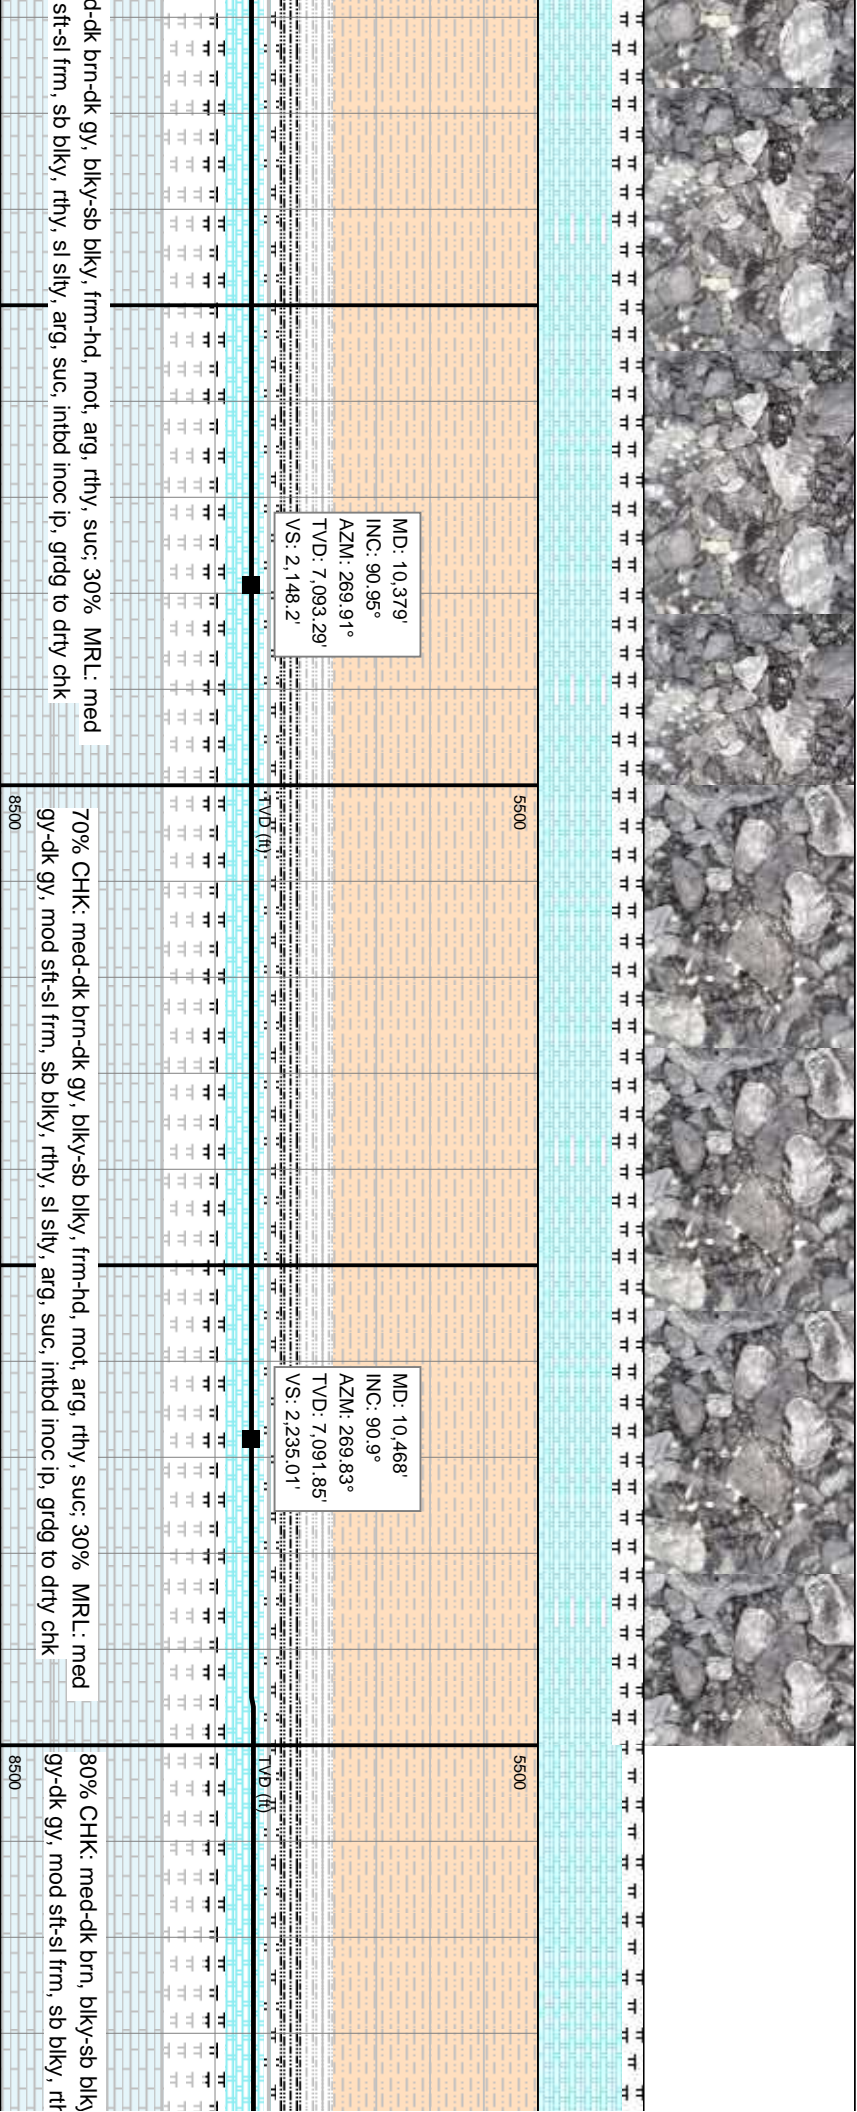 d-dk brn-dk gy, blky-sb blky, frm-hd, mot, arg, rthy, suc; 30% MRL: med
sft-sl frm, sb blky, rthy, sl slty, arg, suc, intbd inoc ip, grdg to drty chk
MD: 10,379'
INC: 90.95°
AZM: 269.91°
TVD: 7,093.29'
VS: 2,148.2'
5500
TVD (ft)
8500
70% CHK: med-dk brn-dk gy, blky-sb blky, frm-hd, mot, arg, rthy, suc; 30% MRL: med
gy-dk gy, mod sft-sl frm, sb blky, rthy, sl slty, arg, suc, intbd inoc ip, grdg to drty chk
MD: 10,468'
INC: 90.9°
AZM: 269.83°
TVD: 7,091.85'
VS: 2,235.01'
5500
TVD (ft)
8500
80% CHK: med-dk brn, blky-sb blky
gy-dk gy, mod sft-sl frm, sb blky, rth